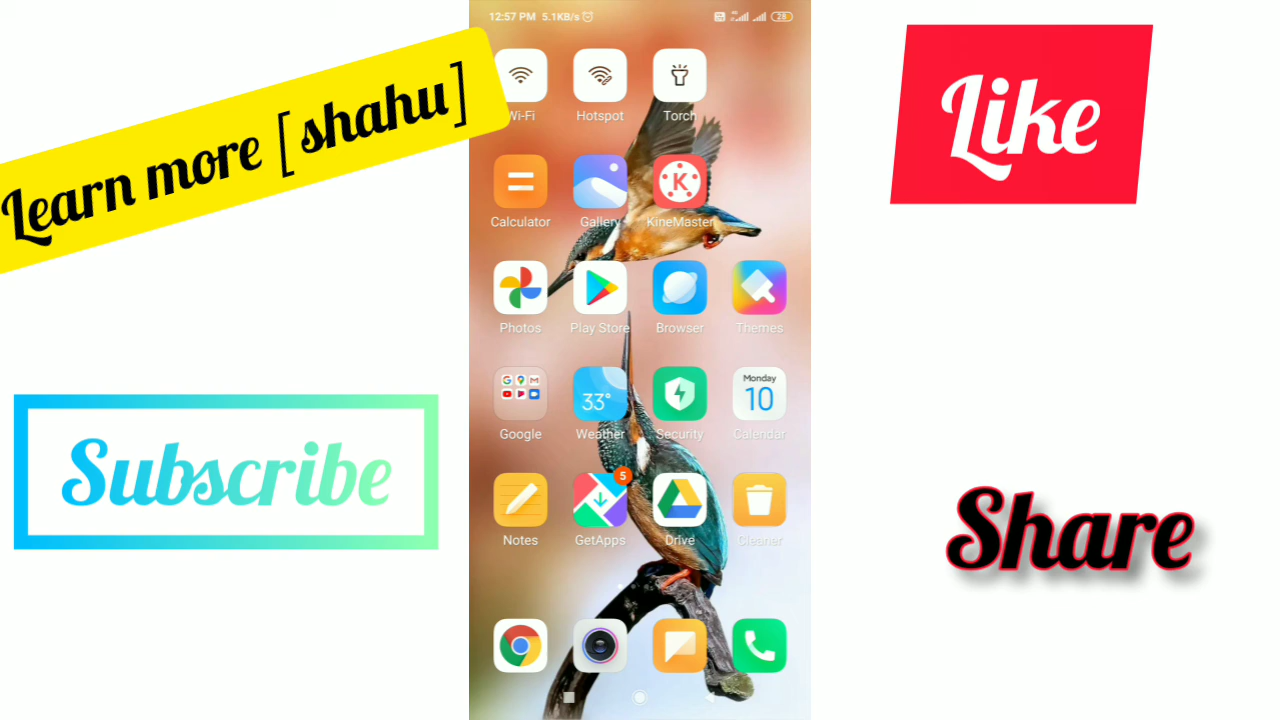 12:57 PM 5.1KB/s 28
Learn more [ shahu ]
Like
Wi-Fi Hotspot Torch
Calculator Gallery KineMaster
Photos Play Store Browser Themes
33° Monday 10
Google Weather Security Calendar
5
Notes GetApps Drive Cleaner
Subscribe
Share